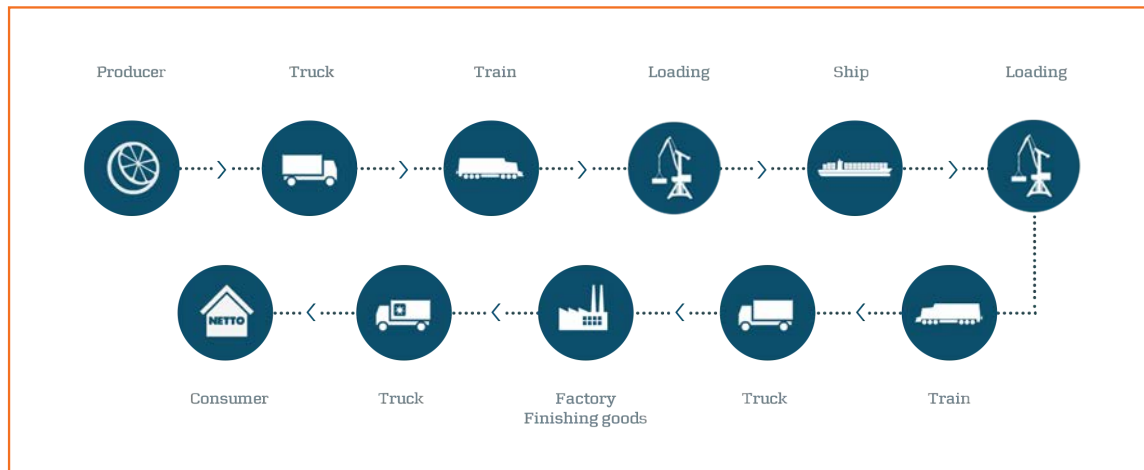 Producer
Truck
Train
Loading
Ship
Loading
NETTO
Consumer
Truck
Factory
Finishing goods
Truck
Train